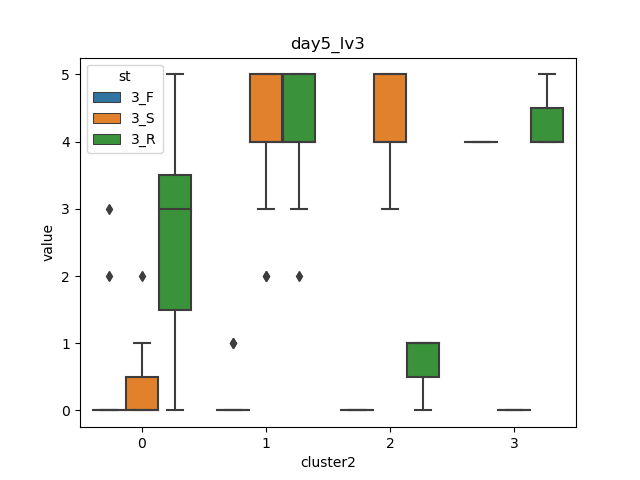 day5_lv3
st
3_F
3_S
3_R
5
4
3
2
1
0
value
0 1 2 3
cluster2